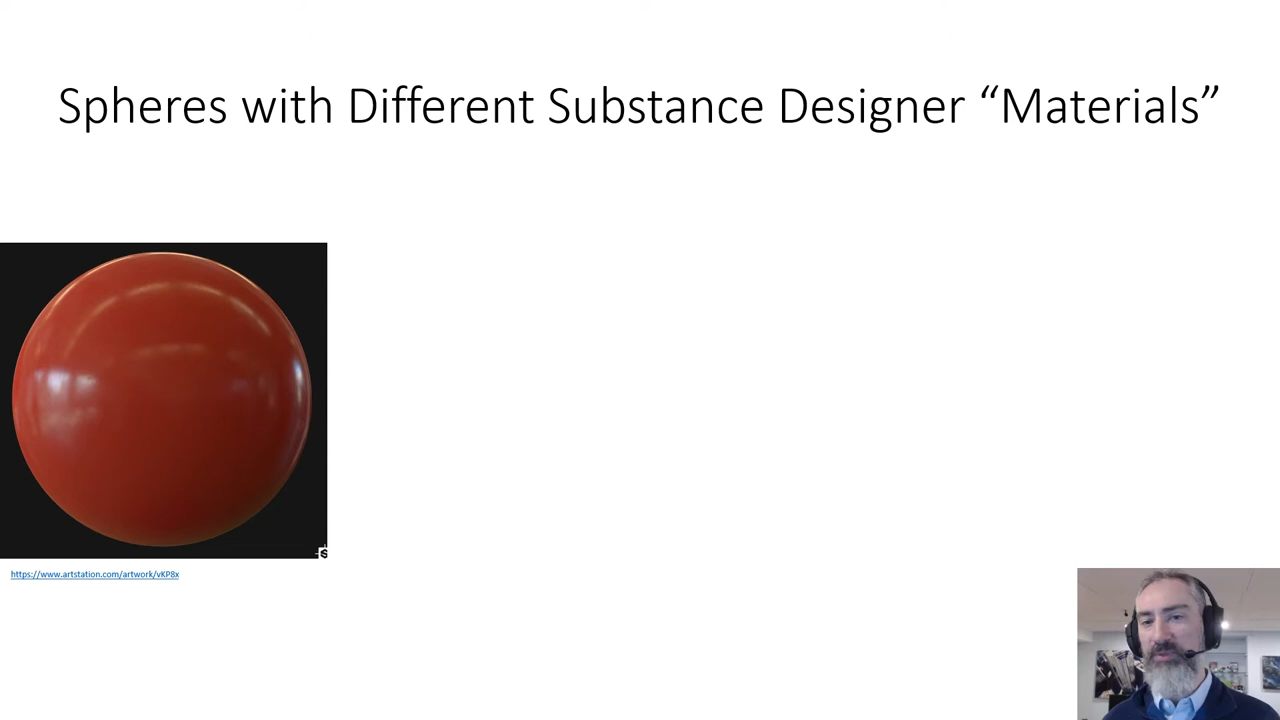 Spheres with Different Substance Designer “Materials”
https://www.artstation.com/artwork/vKP8x